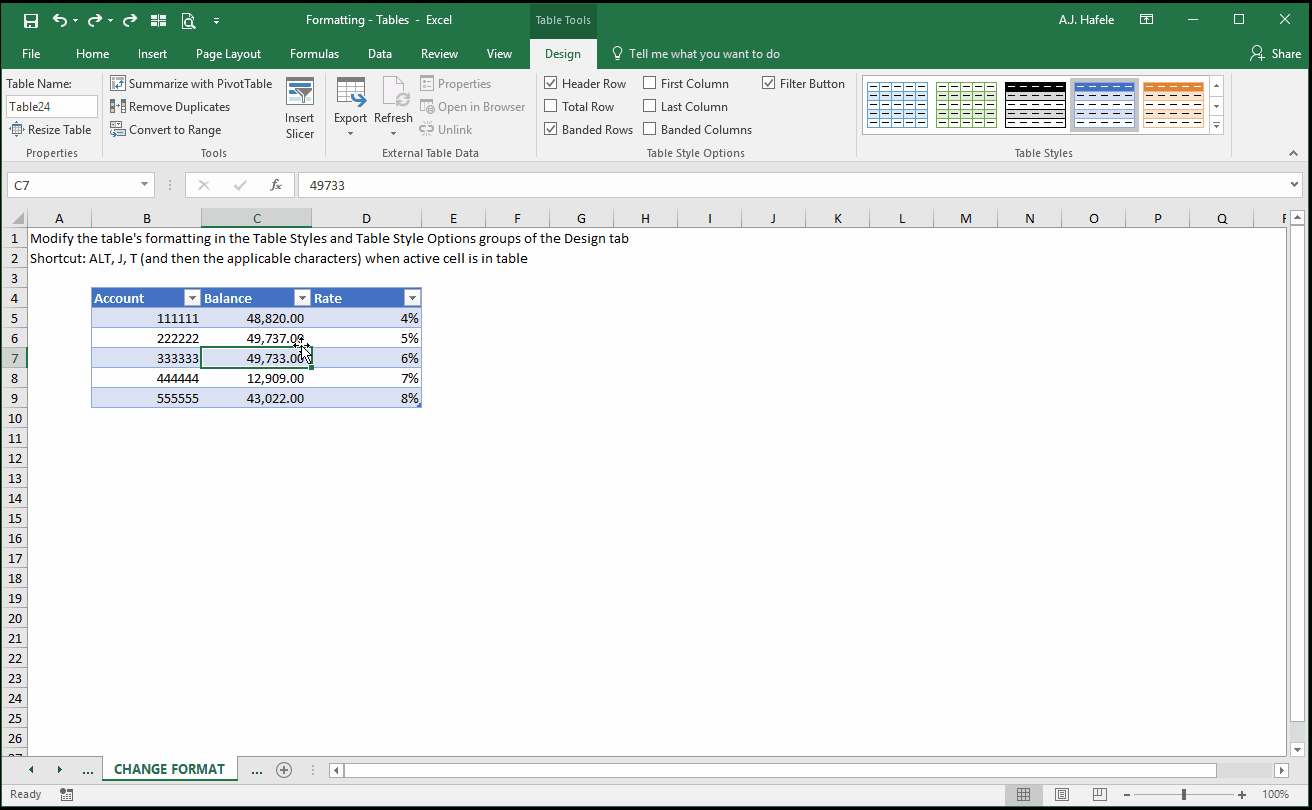 Formatting - Tables - Excel
Table Tools
A.J. Hafele
File Home Insert Page Layout Formulas Data Review View Design Tell me what you want to do Share
Table Name:
Table24
Resize Table
Properties
Summarize with PivotTable
Remove Duplicates
Convert to Range
Tools
Insert
Slicer
Export
Refresh
Properties
Open in Browser
Unlink
External Table Data
Header Row First Column Filter Button
Total Row Last Column
Banded Rows Banded Columns
Table Style Options
Table Styles
C7 fx 49733
A B C D E F G H I J K L M N O P Q
1 Modify the table's formatting in the Table Styles and Table Style Options groups of the Design tab
2 Shortcut: ALT, J, T (and then the applicable characters) when active cell is in table
3
4 Account Balance Rate
5 111111 48,820.00 4%
6 222222 49,737.00 5%
7 333333 49,733.00 6%
8 444444 12,909.00 7%
9 555555 43,022.00 8%
10
11
12
13
14
15
16
17
18
19
20
21
22
23
24
25
26
... CHANGE FORMAT ...
Ready 100%